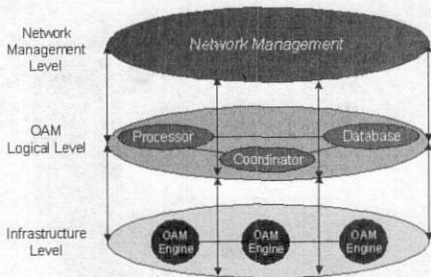 Network
Management
Level
Network Management
OAM
Logical Level
Processor
Database
Coordinator
Infrastructure
Level
OAM
Engine
OAM
Engine
OAM
Engine